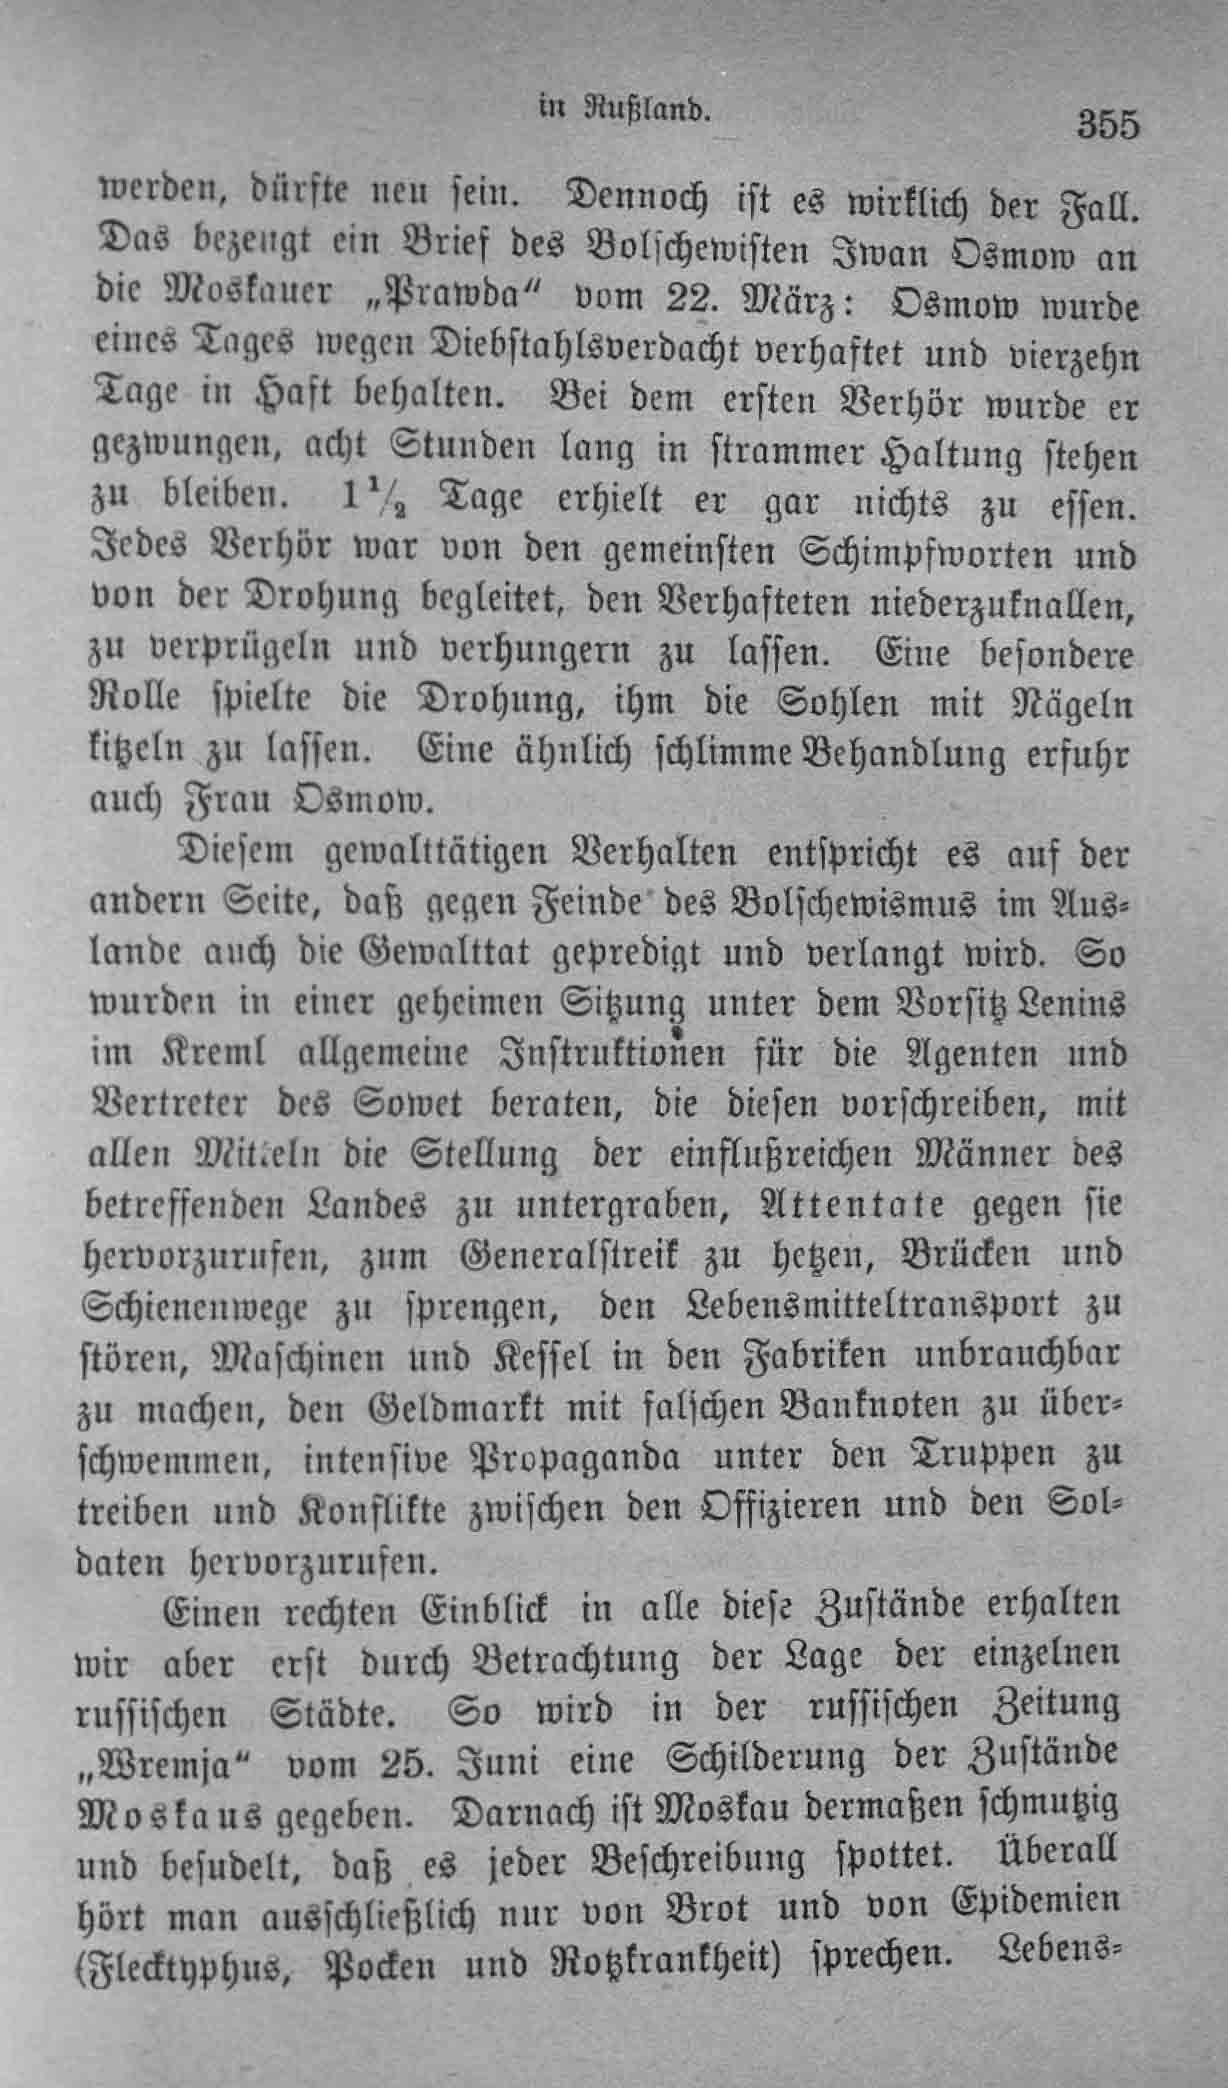 in Rußland.
355
werden, dürfte neu sein. Dennoch ist es wirklich der Fall.
Das bezeugt ein Brief des Bolschewisten Iwan Osmow an
die Moskauer „Prawda“ vom 22. März: Osmow wurde
eines Tages wegen Diebstahlsverdacht verhaftet und vierzehn
Tage in Haft behalten. Bei dem ersten Verhör wurde er
gezwungen, acht Stunden lang in strammer Haltung stehen
zu bleiben. 1 1/2 Tage erhielt er gar nichts zu essen.
Jedes Verhör war von den gemeinsten Schimpfworten und
von der Drohung begleitet, den Verhafteten niederzuknallen,
zu verprügeln und verhungern zu lassen. Eine besondere
Rolle spielte die Drohung, ihm die Sohlen mit Nägeln
kitzeln zu lassen. Eine ähnlich schlimme Behandlung erfuhr
auch Frau Osmow.
Diesem gewalttätigen Verhalten entspricht es auf der
andern Seite, daß gegen Feinde des Bolschewismus im Aus-
lande auch die Gewalttat gepredigt und verlangt wird. So
wurden in einer geheimen Sitzung unter dem Vorsitz Lenins
im Kreml allgemeine Instruktionen für die Agenten und
Vertreter des Sowet beraten, die diesen vorschreiben, mit
allen Mitteln die Stellung der einflußreichen Männer des
betreffenden Landes zu untergraben, Attentate gegen sie
hervorzurufen, zum Generalstreik zu hetzen, Brücken und
Schienenwege zu sprengen, den Lebensmitteltransport zu
stören, Maschinen und Kessel in den Fabriken unbrauchbar
zu machen, den Geldmarkt mit falschen Banknoten zu über-
schwemmen, intensive Propaganda unter den Truppen zu
treiben und Konflikte zwischen den Offizieren und den Sol-
daten hervorzurufen.
Einen rechten Einblick in alle diese Zustände erhalten
wir aber erst durch Betrachtung der Lage der einzelnen
russischen Städte. So wird in der russischen Zeitung
„Wremja“ vom 25. Juni eine Schilderung der Zustände
Moskaus gegeben. Darnach ist Moskau dermaßen schmutzig
und besudelt, daß es jeder Beschreibung spottet. Überall
hört man ausschließlich nur von Brot und von Epidemien
(Flecktyphus, Pocken und Rotzkrankheit) sprechen. Lebens-